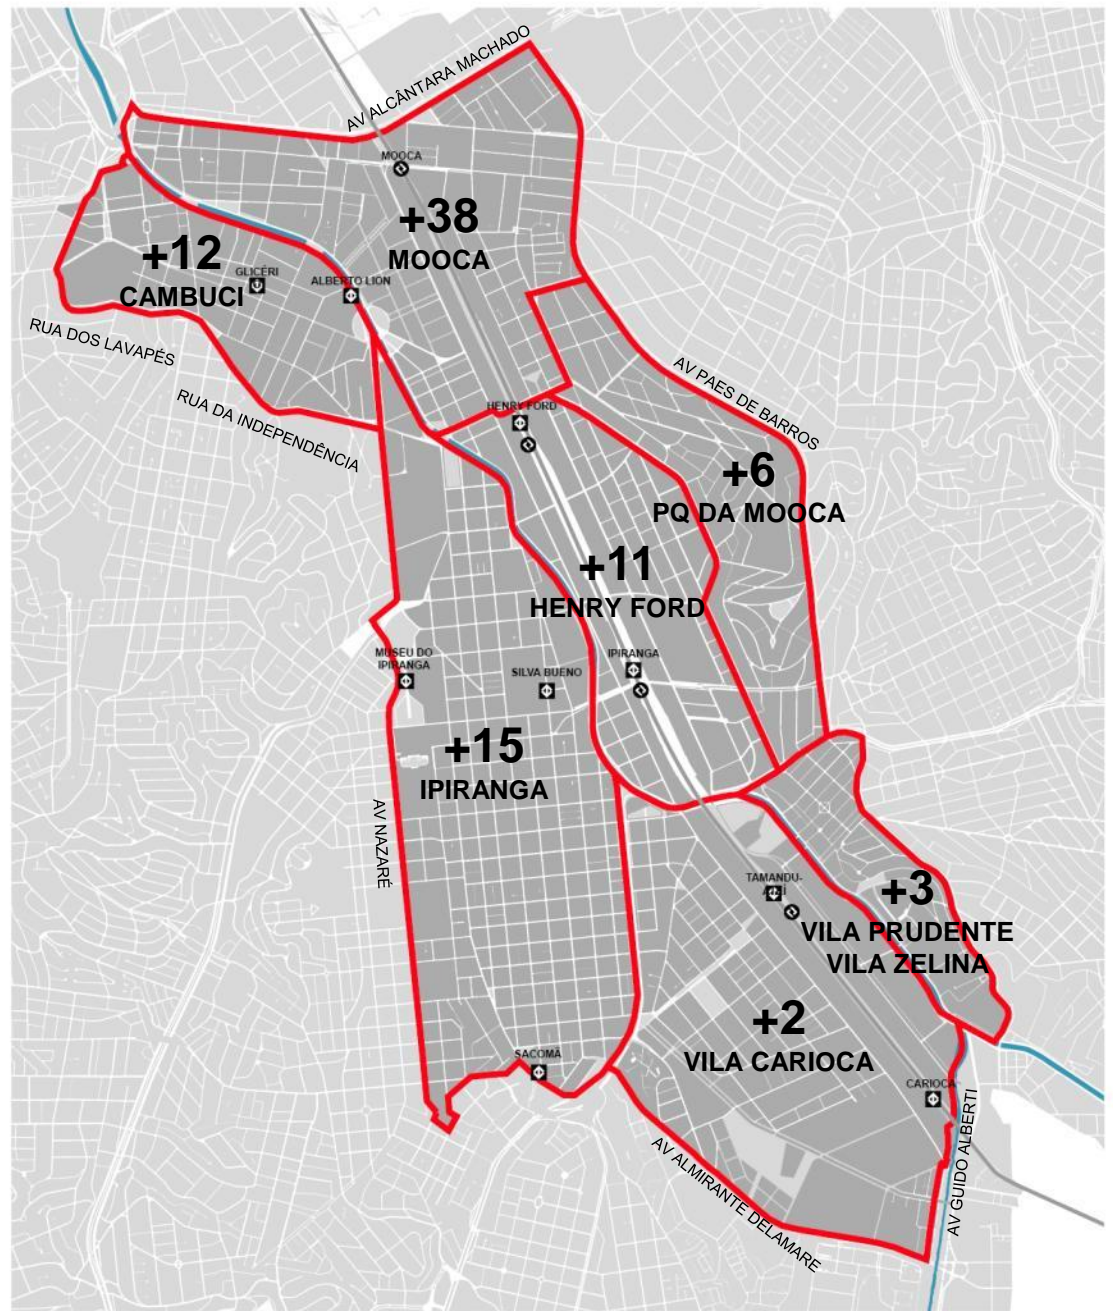 AV ALCÂNTARA MACHADO
MOOCA
+38
MOOCA
+12
CAMBUCI
GLICÉRI
ALBERTO LION
RUA DOS LAVAPÉS
RUA DA INDEPENDÊNCIA
AV PAES DE BARROS
HENRY FORD
+6
PQ DA MOOCA
+11
HENRY FORD
MUSEU DO
IPIRANGA
SILVA BUENO
IPIRANGA
+15
IPIRANGA
AV NAZARÉ
TAMANDU-
+3
VILA PRUDENTE
VILA ZELINA
+2
VILA CARIOCA
SACOMÃ
CARIOCA
AV GUIDO ALBERTI
AV ALMIRANTE DELAMARE